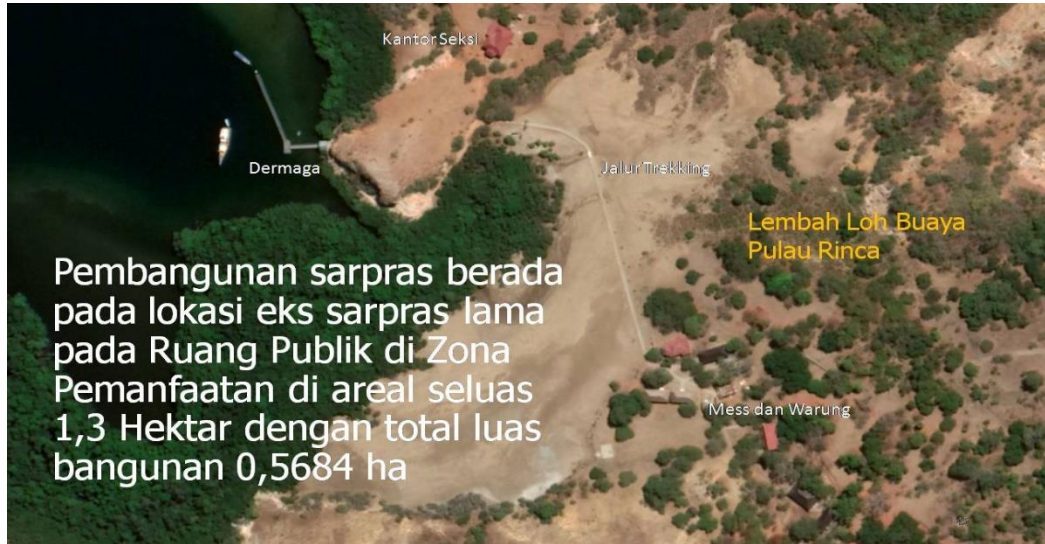 Kantor Seksi
Dermaga
Jalur Trekking
Lembah Loh Buaya
Pulau Rinca
Pembangunan sarpras berada
pada lokasi eks sarpras lama
pada Ruang Publik di Zona
Pemanfaatan di areal seluas
1,3 Hektar dengan total luas
bangunan 0,5684 ha
Mess dan Warung